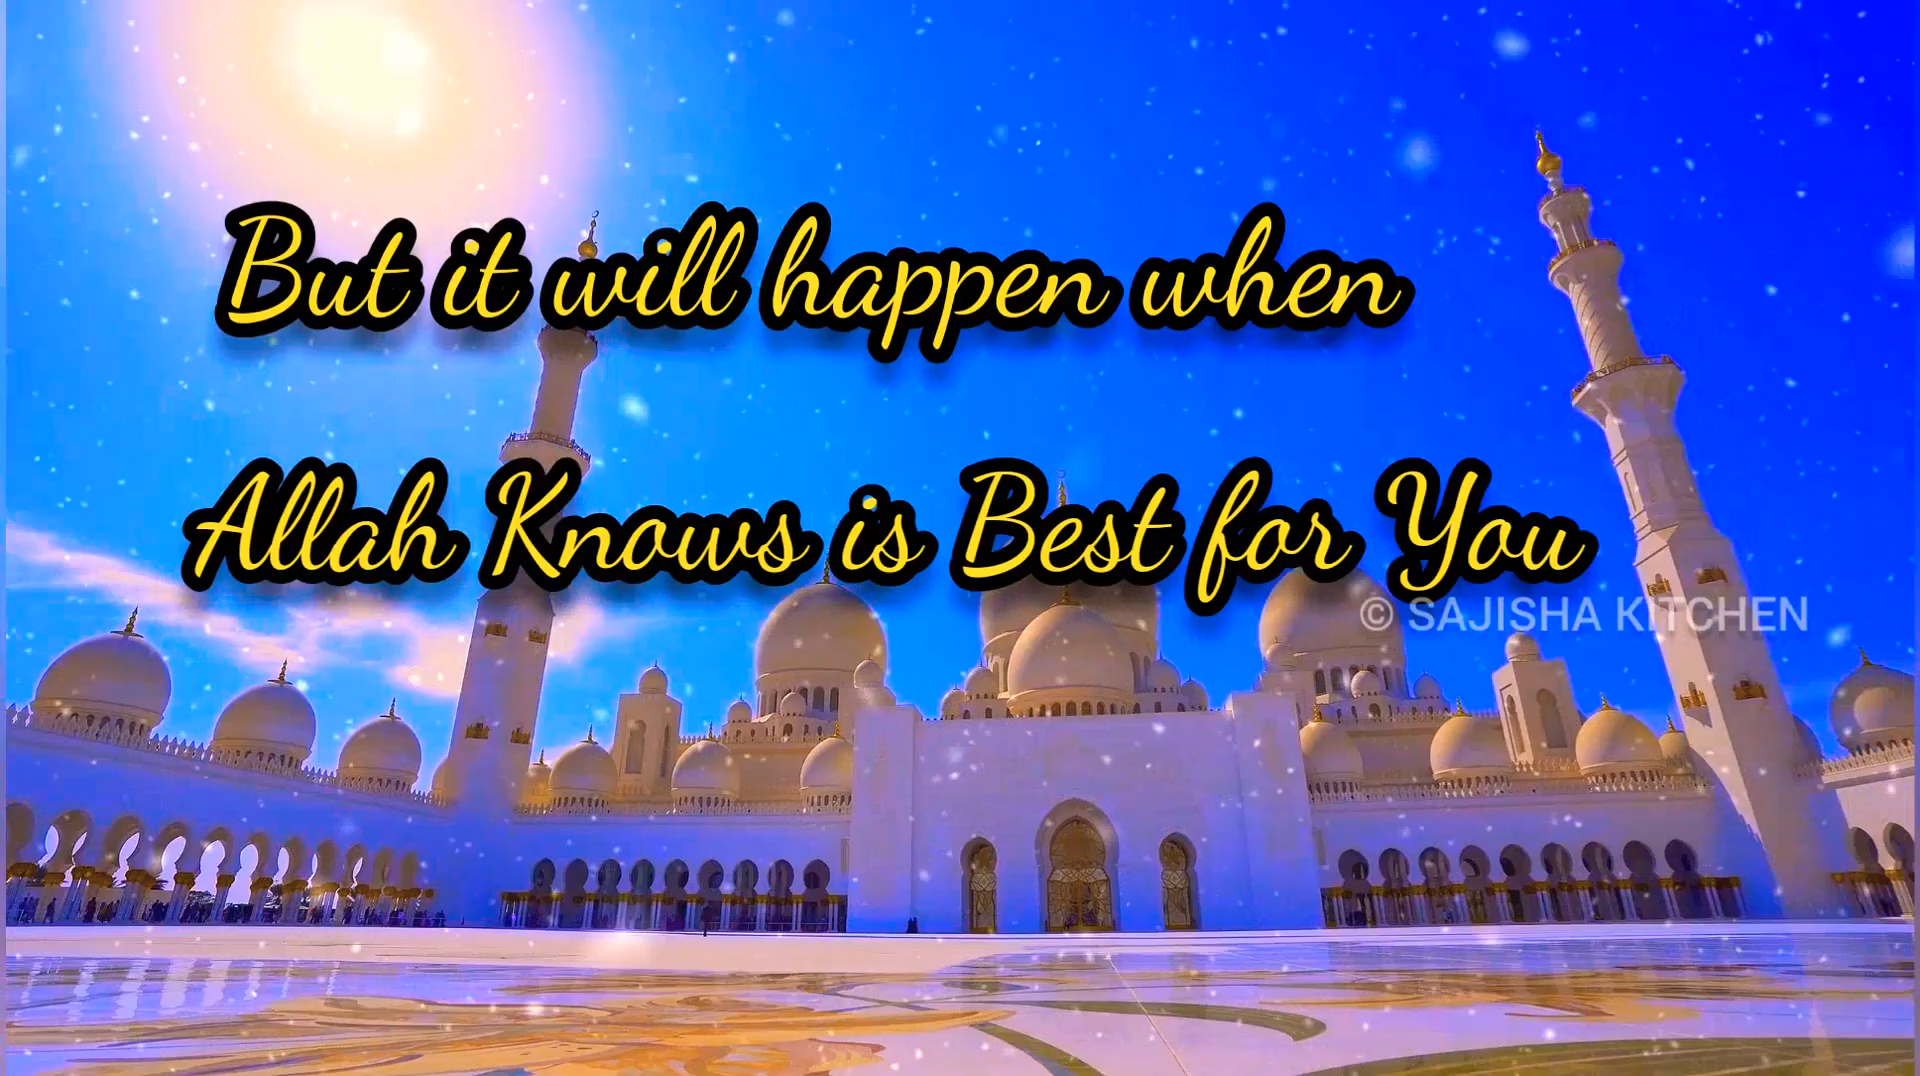 But it will happen when
Allah Knows is Best for You
© SAJISHA KITCHEN